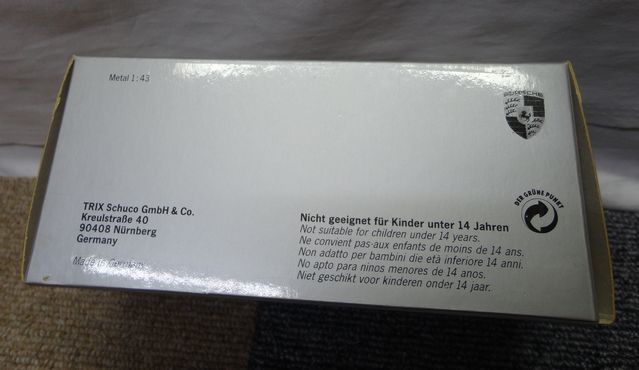 Metal 1:43
PORSCHE
DER GRÜNE PUNKT
TRIX Schuco GmbH & Co.
Kreulstraße 40
90408 Nürnberg
Germany
Made in Germany
Nicht geeignet für Kinder unter 14 Jahren
Not suitable for children under 14 years.
Ne convient pas aux enfants de moins de 14 ans.
Non adatto per bambini die età inferiore 14 anni.
No apto para ninos menores de 14 anos.
Niet geschikt voor kinderen onder 14 jaar.